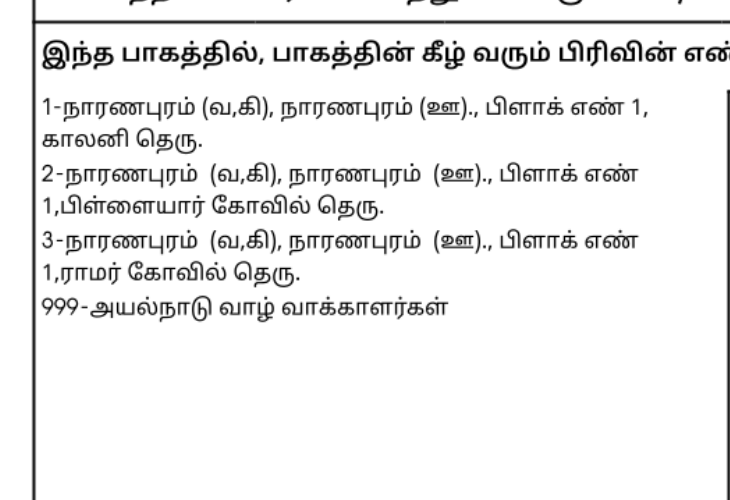 இந்த பாகத்தில், பாகத்தின் கீழ் வரும் பிரிவின்
1-நாரணபுரம் (வ,கி), நாரணபுரம் (ஊ)., பிளாக் எண் 1,
காலனி தெரு.
2-நாரணபுரம் (வ,கி), நாரணபுரம் (ஊ)., பிளாக் எண்
1,பிள்ளையார் கோவில் தெரு.
3-நாரணபுரம் (வ,கி), நாரணபுரம் (ஊ)., பிளாக் எண்
1,ராமர் கோவில் தெரு.
999-அயல்நாடு வாழ் வாக்காளர்கள்